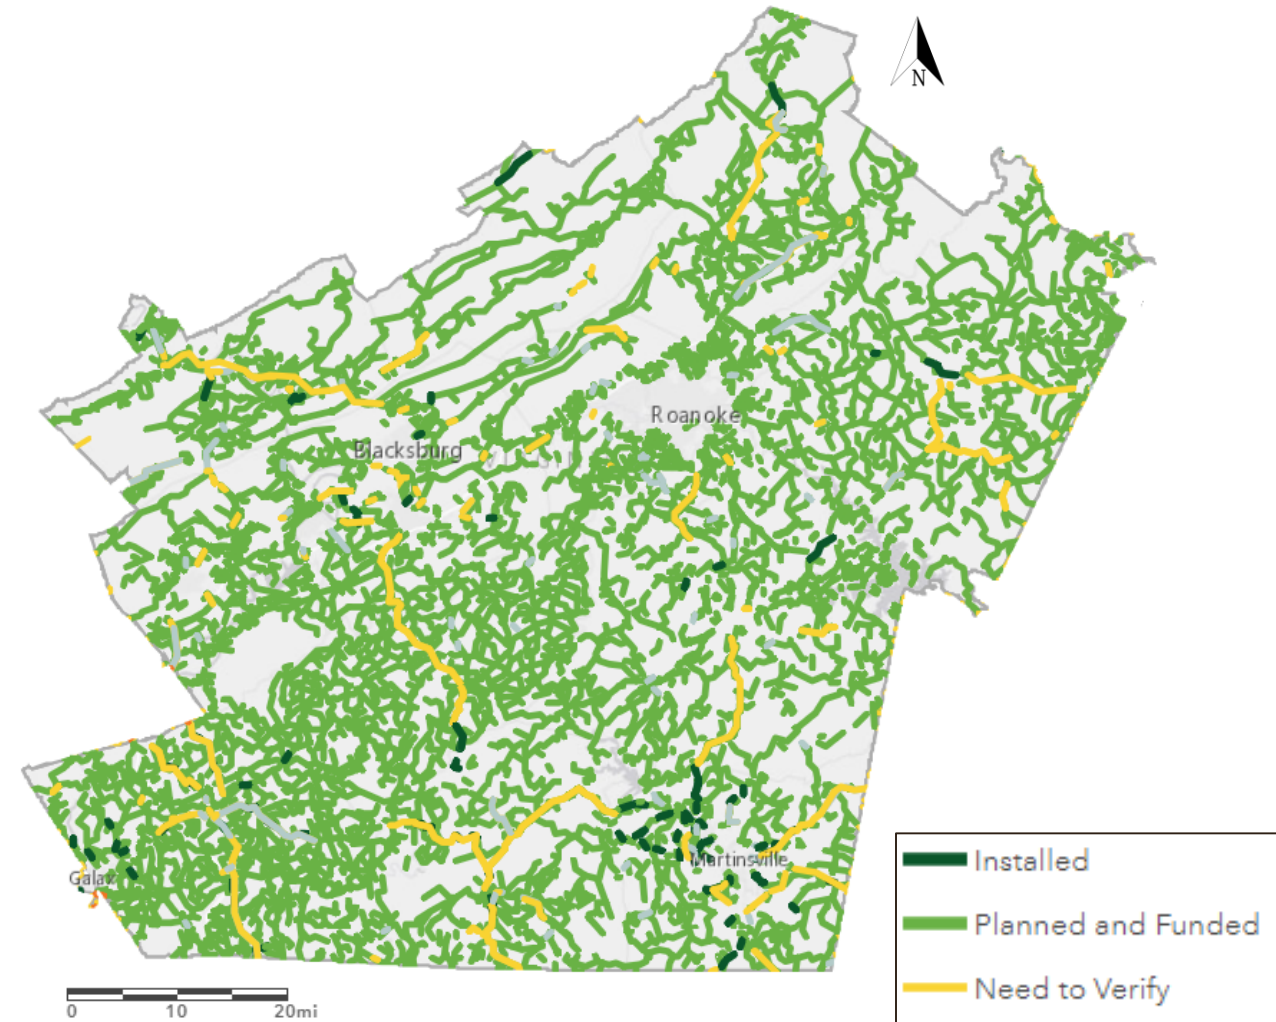 N
Roanoke
Blacksburg
Martinsville
Galax
Installed
Planned and Funded
Need to Verify
0 10 20mi